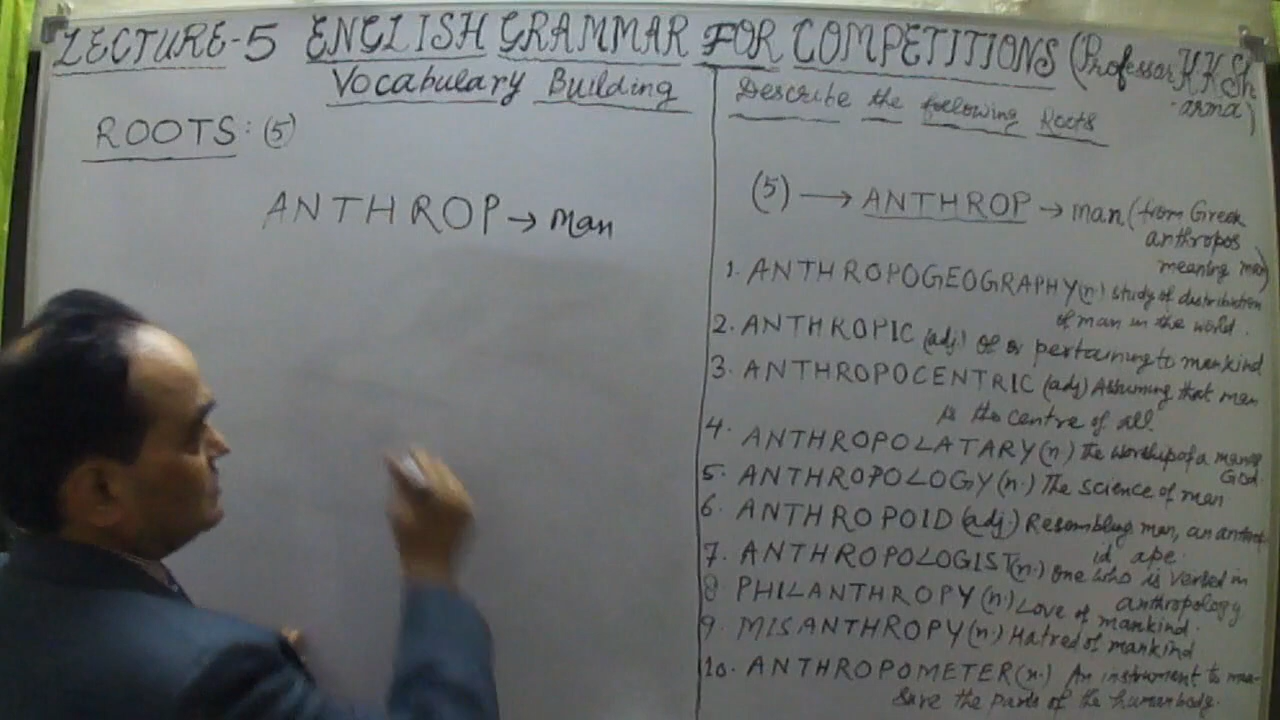 LECTURE-5 ENGLISH GRAMMAR FOR COMPETITIONS (Professor K K Sh
arma)
Vocabulary Building
ROOTS: (5)
ANTHROP → man
Describe the following Roots
(5) → ANTHROP → man (from Greek
anthropos
meaning man)
1. ANTHROPOGEOGRAPHY (n) study of distribution
of man in the world.
2. ANTHROPIC (adj) of or pertaining to mankind
3. ANTHROPOCENTRIC (adj) Assuming that man
is the centre of all.
4. ANTHROPOLATARY (n) The worship of a man as
God.
5. ANTHROPOLOGY (n.) The science of man
6. ANTHROPOID (adj.) Resembling man, an anthropo
id ape.
7. ANTHROPOLOGIST (n.) one who is versed in
anthropology
8 PHILANTHROPY (n.) Love of mankind.
9. MISANTHROPY (n) Hatred of mankind
10. ANTHROPOMETER (n.) An instrument to mea-
sure the parts of the human body.